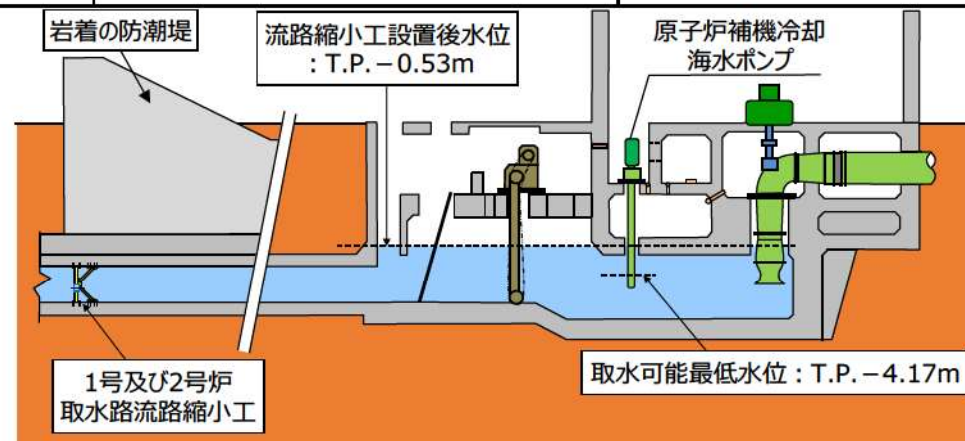 岩着の防潮堤
流路縮小工設置後水位
：T.P.－0.53m
原子炉補機冷却
海水ポンプ
1号及び2号炉
取水路流路縮小工
取水可能最低水位：T.P.－4.17m